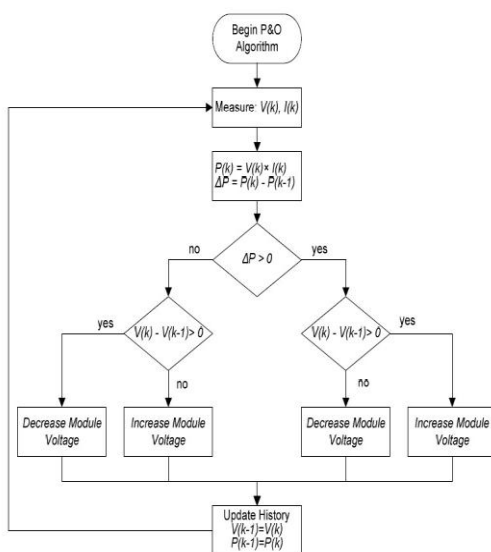 Begin P&O
Algorithm
Measure: V(k), I(k)
P(k) = V(k)× I(k)
ΔP = P(k) - P(k-1)
no
ΔP > 0
yes
yes
V(k) - V(k-1)> 0
V(k) - V(k-1)> 0
yes
no
no
Decrease Module
Voltage
Increase Module
Voltage
Decrease Module
Voltage
Increase Module
Voltage
Update History
V(k-1)=V(k)
P(k-1)=P(k)